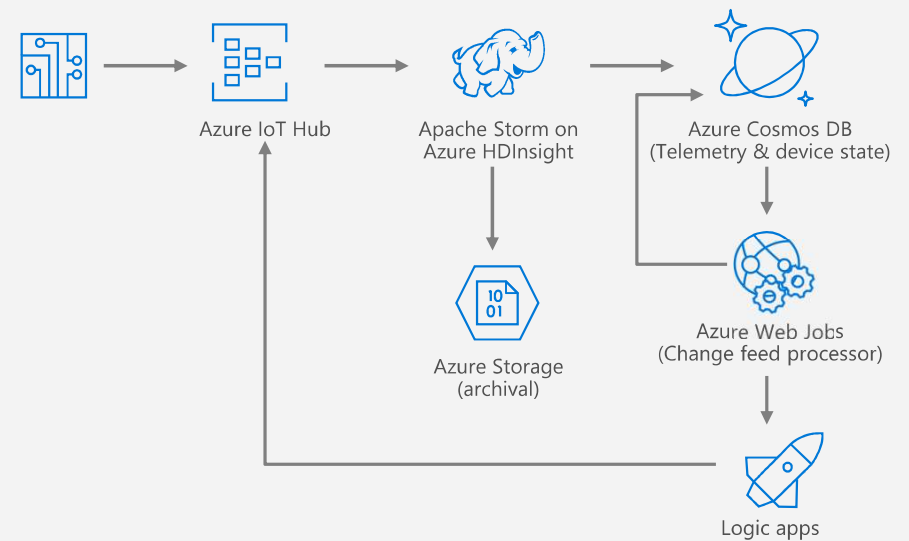 Azure IoT Hub
Apache Storm on
Azure HDInsight
Azure Cosmos DB
(Telemetry & device state)
10
01
Azure Storage
(archival)
Azure Web Jobs
(Change feed processor)
Logic apps